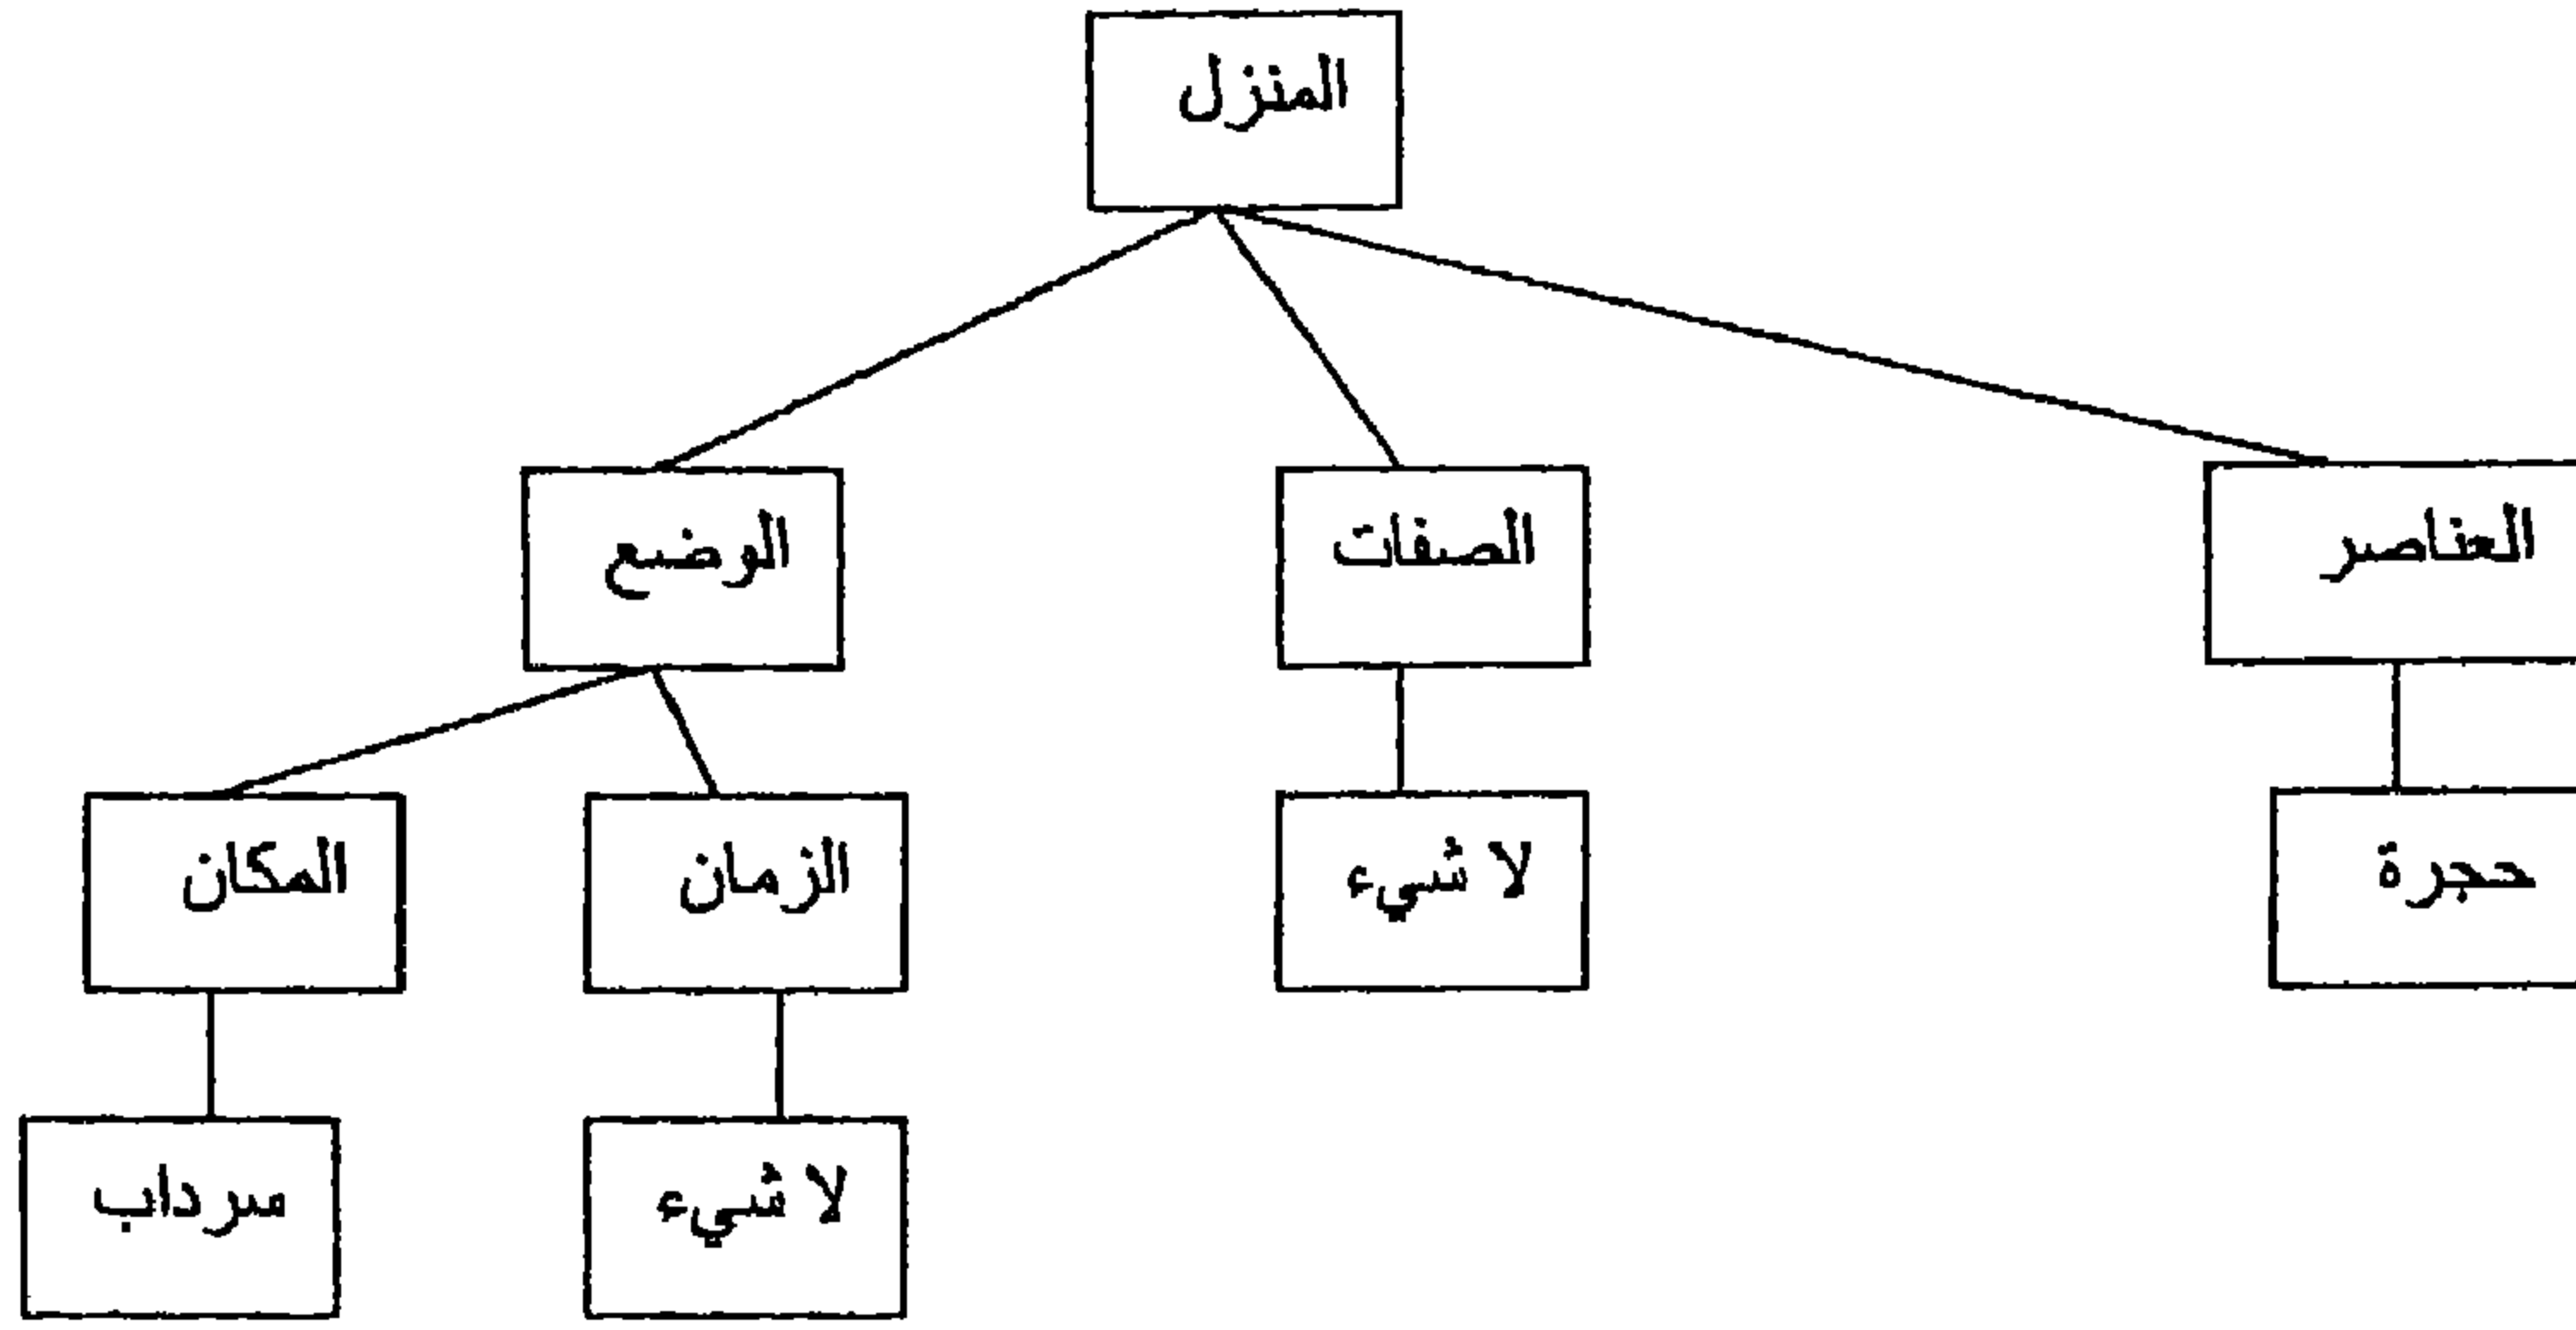 المنزل
العناصر
الصفات
الوضع
حجرة
لا شيء
الزمان
المكان
لا شيء
سرداب